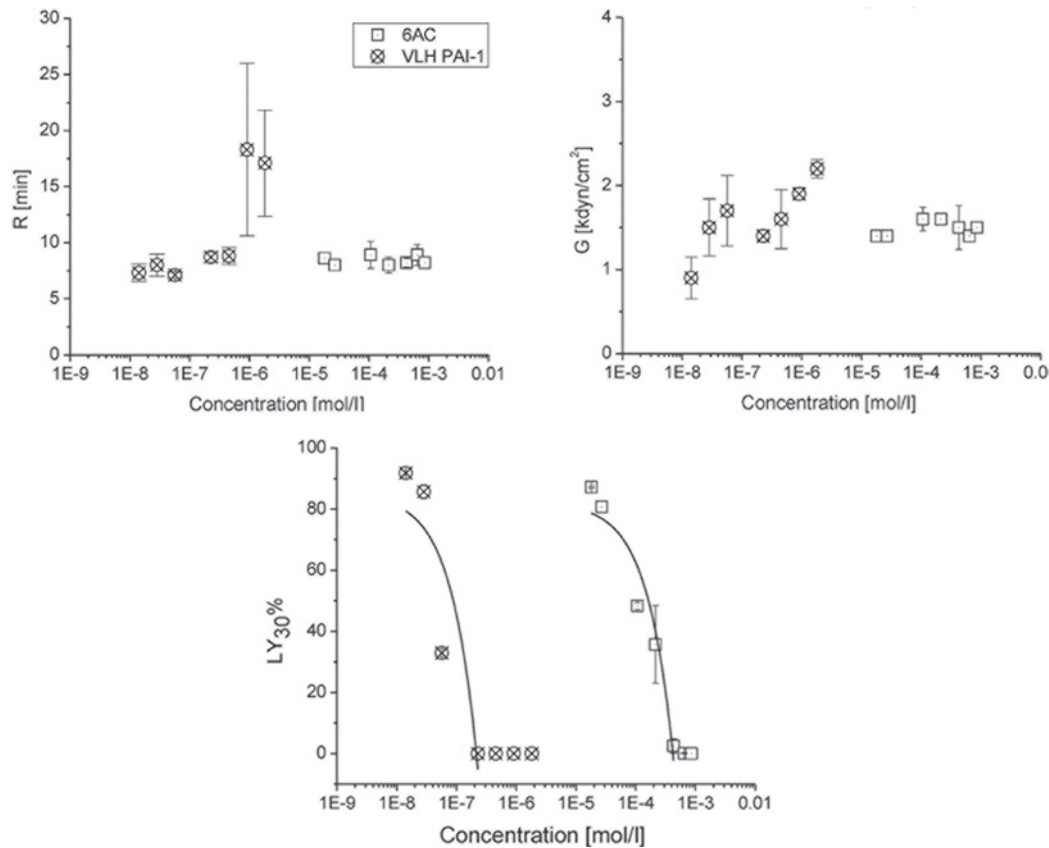 30
25
20
15
10
5
0
R [min]
6AC
VLH PAI-1
1E-9 1E-8 1E-7 1E-6 1E-5 1E-4 1E-3 0.01
Concentration [mol/l]
4
3
2
1
0
G [kdyn/cm²]
1E-9 1E-8 1E-7 1E-6 1E-5 1E-4 1E-3 0.0
Concentration [mol/l]
100
80
60
40
20
0
LY30%
1E-9 1E-8 1E-7 1E-6 1E-5 1E-4 1E-3 0.01
Concentration [mol/l]